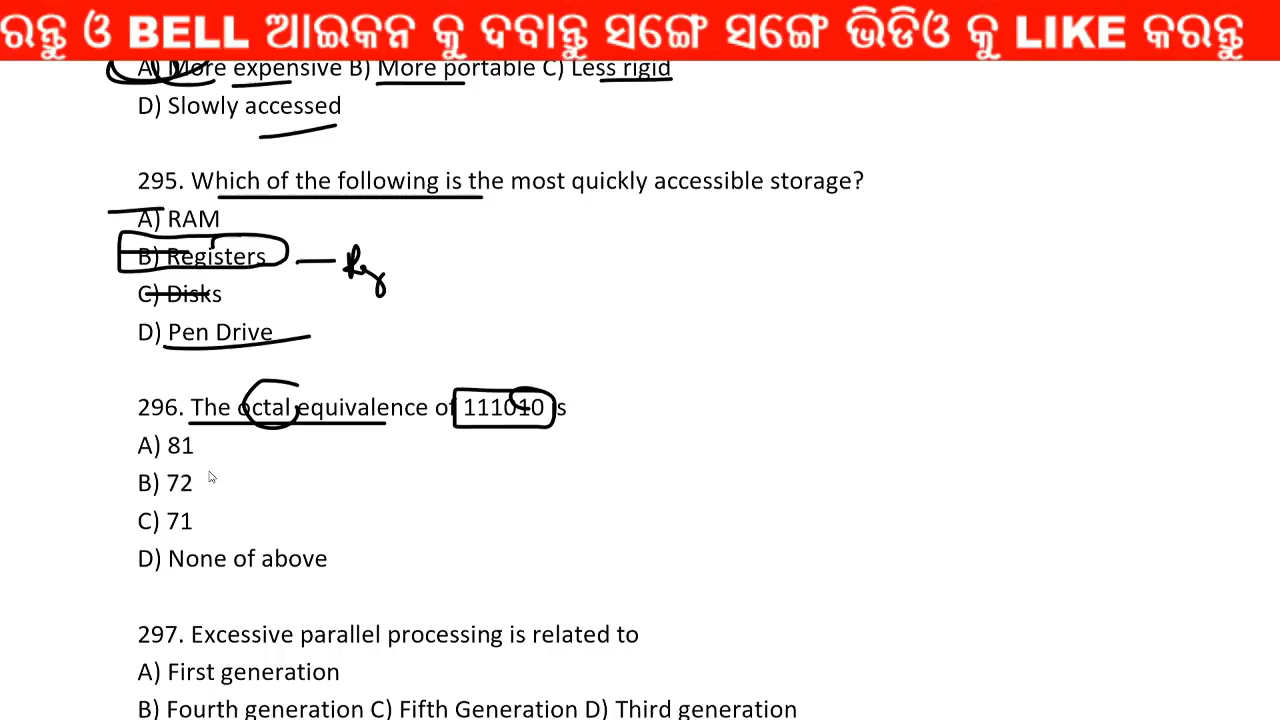 ରନ୍ତୁ ଓ BELL ଆଇକନ କୁ ଦବାନ୍ତୁ ସଙ୍ଗେ ସଙ୍ଗେ ଭିଡିଓ କୁ LIKE କରନ୍ତୁ
A) More expensive B) More portable C) Less rigid
D) Slowly accessed
295. Which of the following is the most quickly accessible storage?
A) RAM
B) Registers
Reg
C) Disks
D) Pen Drive
296. The octal equivalence of 111010 is
A) 81
B) 72
C) 71
D) None of above
297. Excessive parallel processing is related to
A) First generation
B) Fourth generation C) Fifth Generation D) Third generation